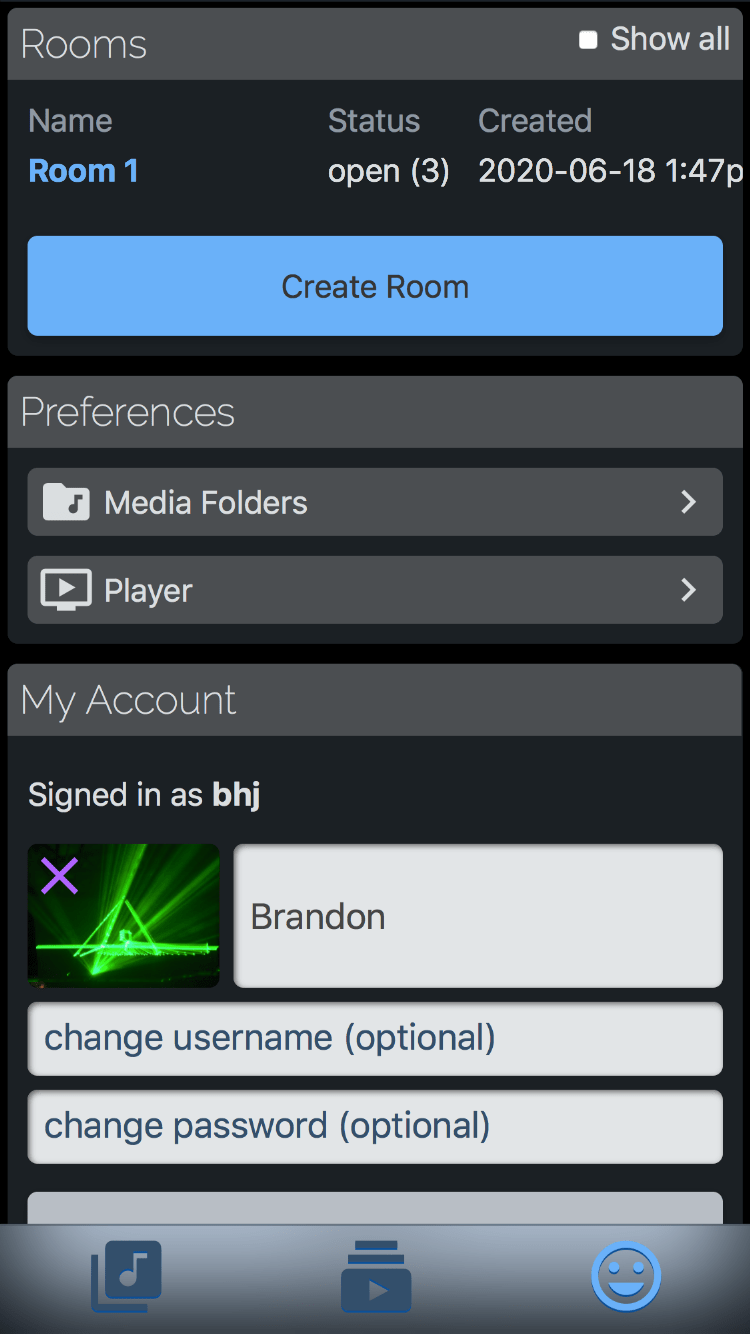 Rooms
Show all
Name Status Created
Room 1 open (3) 2020-06-18 1:47p
Create Room
Preferences
Media Folders
Player
My Account
Signed in as bhj
Brandon
change username (optional)
change password (optional)